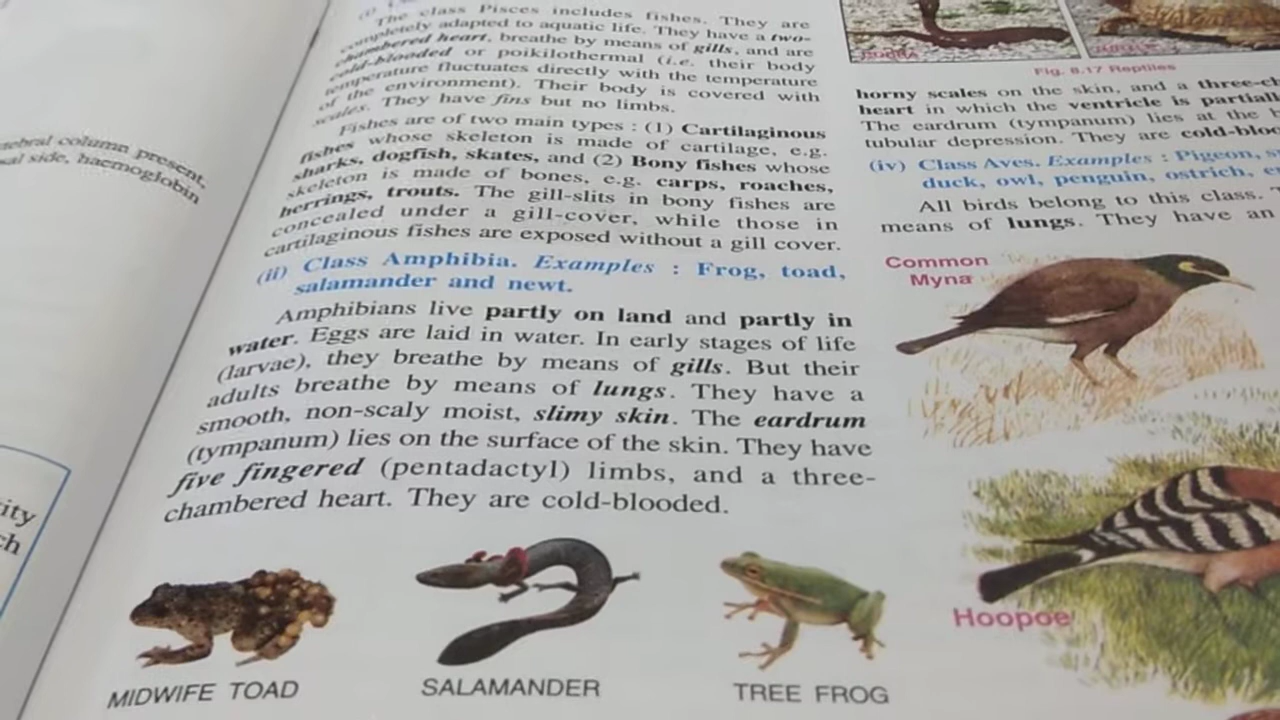 The class Pisces includes fishes. They are
completely adapted to aquatic life. They have a two-
chambered heart, breathe by means of gills, and are
cold-blooded or poikilothermal (i.e. their body
temperature fluctuates directly with the temperature
of the environment). Their body is covered with
scales. They have fins but no limbs.
Fishes are of two main types : (1) Cartilaginous
fishes whose skeleton is made of cartilage, e.g.
sharks, dogfish, skates, and (2) Bony fishes whose
skeleton is made of bones, e.g. carps, roaches,
herrings, trouts. The gill-slits in bony fishes are
concealed under a gill-cover, while those in
cartilaginous fishes are exposed without a gill cover.
(ii) Class Amphibia. Examples : Frog, toad,
salamander and newt.
Amphibians live partly on land and partly in
water. Eggs are laid in water. In early stages of life
(larvae), they breathe by means of gills. But their
adults breathe by means of lungs. They have a
smooth, non-scaly moist, slimy skin. The eardrum
(tympanum) lies on the surface of the skin. They have
five fingered (pentadactyl) limbs, and a three-
chambered heart. They are cold-blooded.
MIDWIFE TOAD
SALAMANDER
TREE FROG
column present,
side, haemoglobin
Fig. 8.17 Reptiles
horny scales on the skin, and a
heart in which the ventricle is
The eardrum (tympanum) lies at the
tubular depression. They are
(iv) Class Aves. Examples : Pigeon,
duck, owl, penguin, ostrich,
All birds belong to this class.
means of lungs. They have an
Common
Myna
Hoopoe